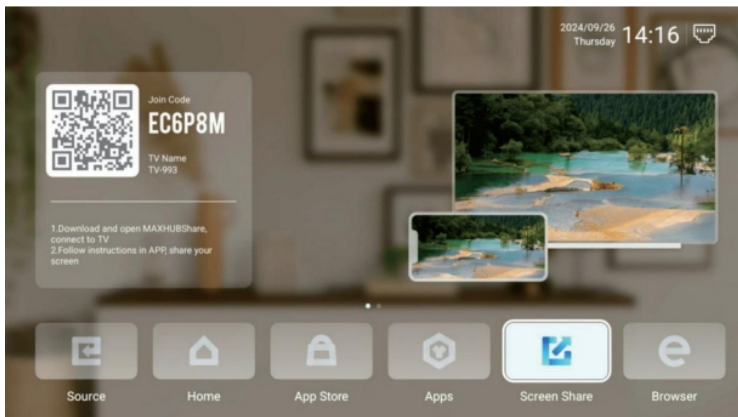 2024/09/26
Thursday
14:16
Join Code
EC6P8M
TV Name
TV-993
1.Download and open MAXHUBShare,
connect to TV
2.Follow instructions in APP, share your
screen
Source
Home
App Store
Apps
Screen Share
Browser